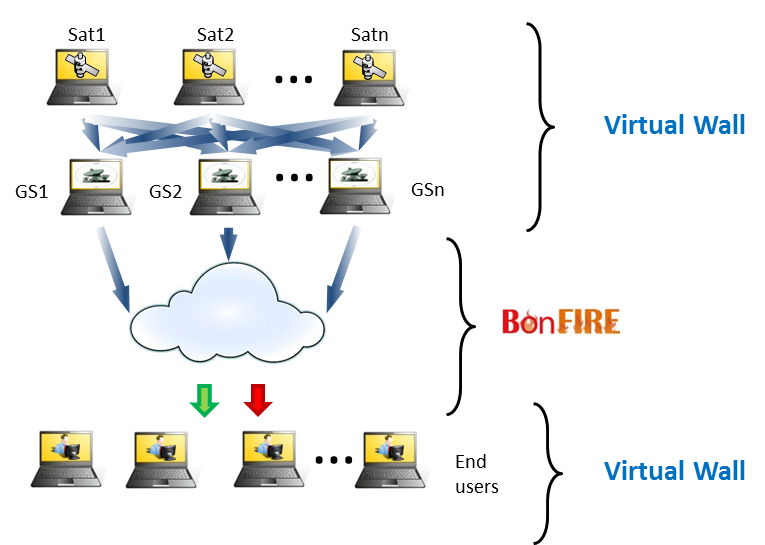 Sat1
Sat2
Satn
Virtual Wall
GS1
GS2
GSn
BonFIRE
End
users
Virtual Wall